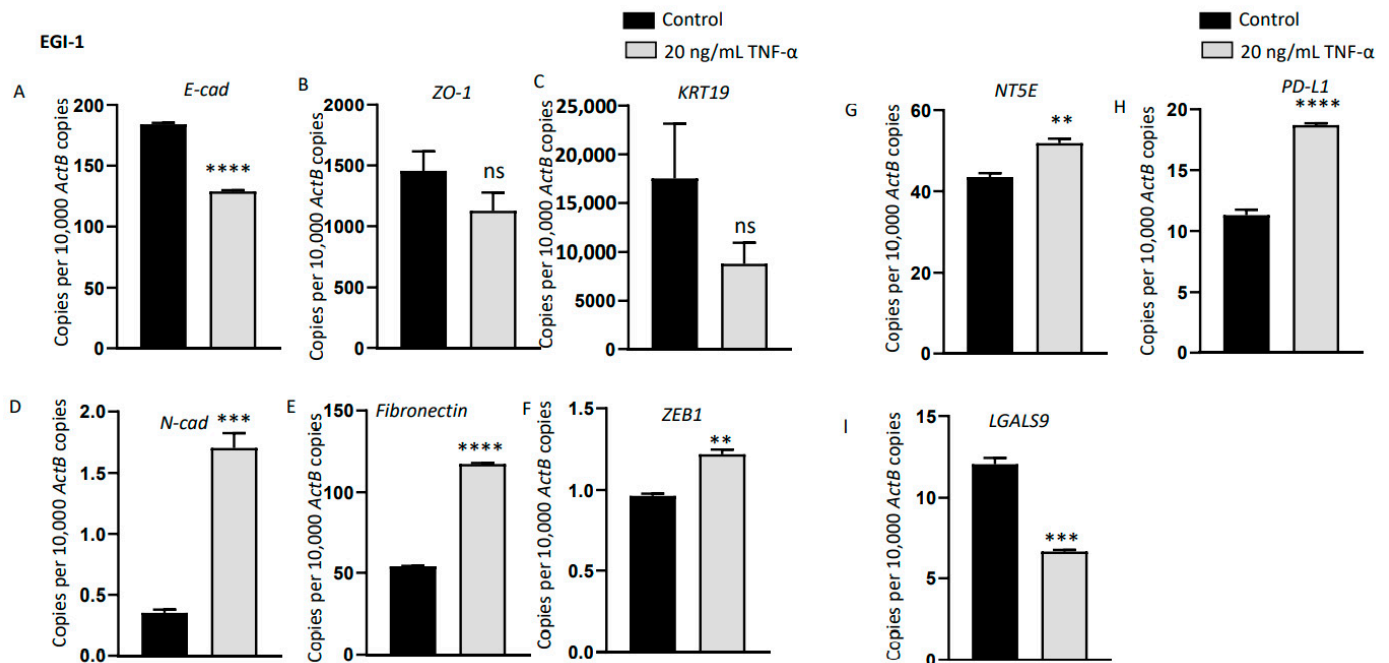 Control
20 ng/mL TNF-α
Control
20 ng/mL TNF-α
EGI-1
A
E-cad
Copies per 10,000 ActB copies
200
150
100
50
0
****
B
ZO-1
Copies per 10,000 ActB copies
2000
1500
1000
500
0
ns
C
KRT19
Copies per 10,000 ActB copies
25,000
20,000
15,000
10,000
5000
0
ns
G
NT5E
Copies per 10,000 ActB copies
60
40
20
0
**
H
PD-L1
Copies per 10,000 ActB copies
20
15
10
5
0
****
D
N-cad
Copies per 10,000 ActB copies
2.0
1.5
1.0
0.5
0.0
***
E
Fibronectin
Copies per 10,000 ActB copies
150
100
50
0
****
F
ZEB1
Copies per 10,000 ActB copies
1.5
1.0
0.5
0.0
**
I
LGALS9
Copies per 10,000 ActB copies
15
10
5
0
***